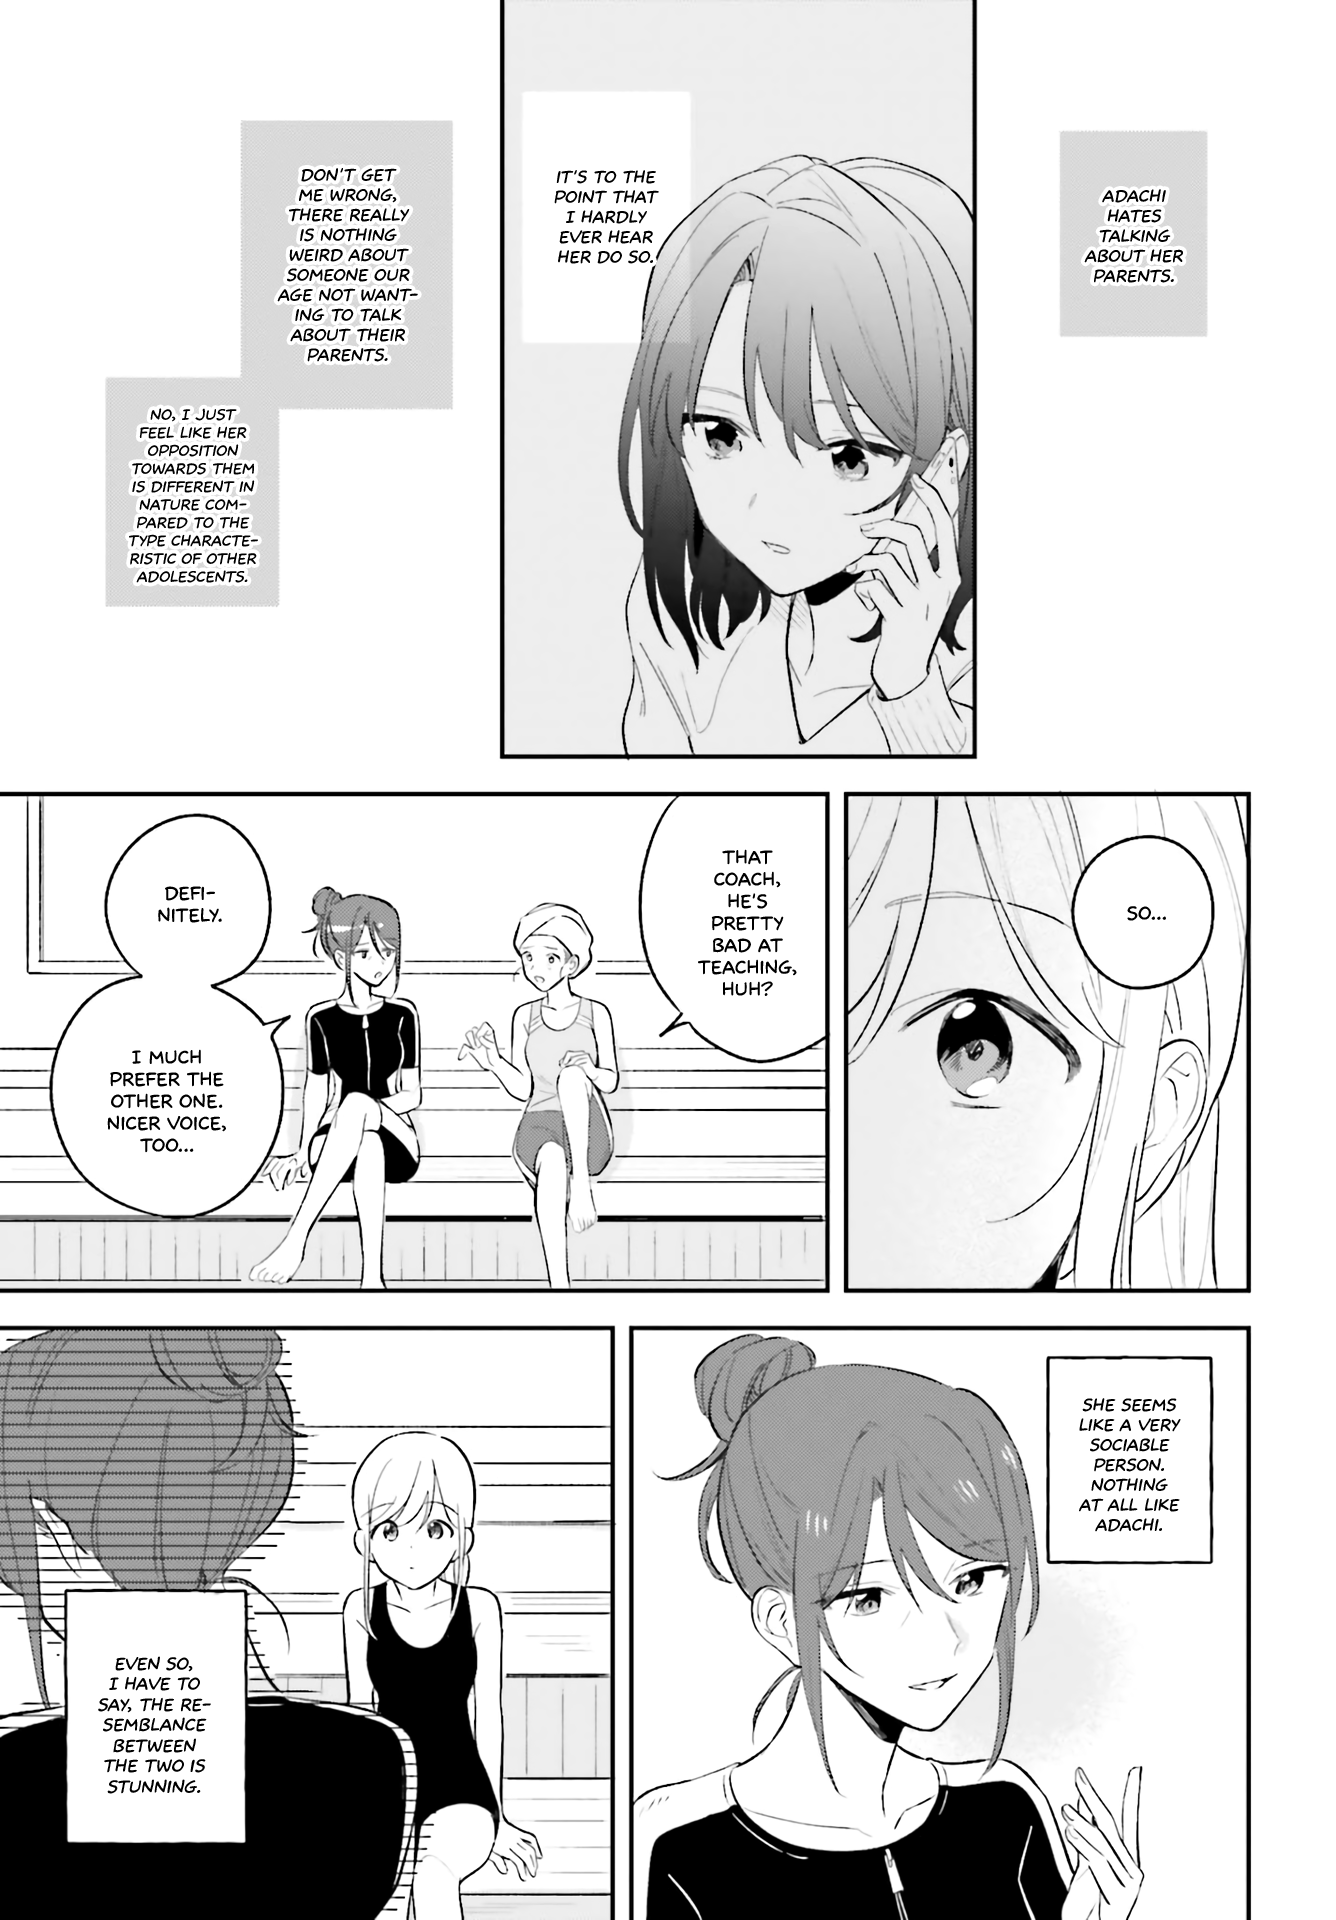 ADACHI
HATES
TALKING
ABOUT HER
PARENTS.
IT'S TO THE
POINT THAT
I HARDLY
EVER HEAR
HER DO SO.
DON'T GET
ME WRONG,
THERE REALLY
IS NOTHING
WEIRD ABOUT
SOMEONE OUR
AGE NOT WANT-
ING TO TALK
ABOUT THEIR
PARENTS.
NO, I JUST
FEEL LIKE HER
OPPOSITION
TOWARDS THEM
IS DIFFERENT IN
NATURE COM-
PARED TO THE
TYPE CHARACTE-
RISTIC OF OTHER
ADOLESCENTS.
SO...
THAT
COACH,
HE'S
PRETTY
BAD AT
TEACHING,
HUH?
DEFI-
NITELY.
I MUCH
PREFER THE
OTHER ONE.
NICER VOICE,
TOO...
SHE SEEMS
LIKE A VERY
SOCIABLE
PERSON.
NOTHING
AT ALL LIKE
ADACHI.
EVEN SO,
I HAVE TO
SAY, THE RE-
SEMBLANCE
BETWEEN
THE TWO IS
STUNNING.